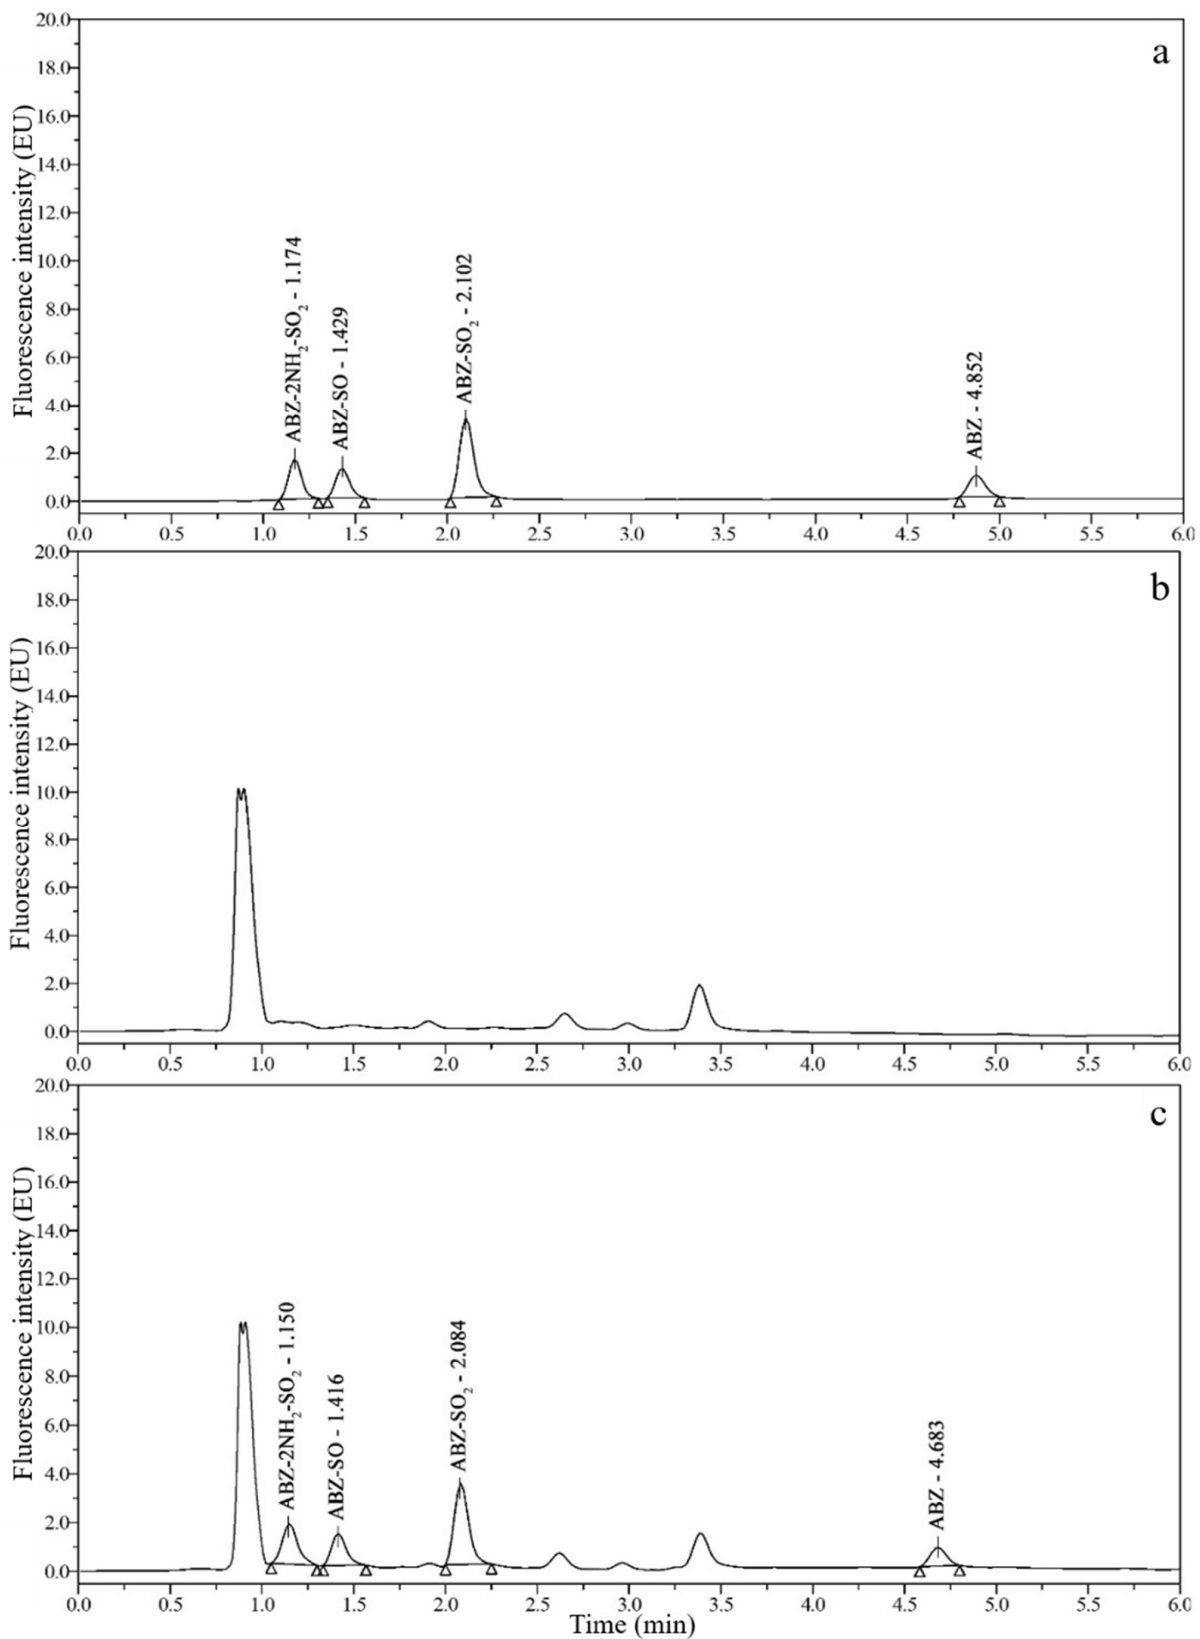 a
Fluorescence intensity (EU)
20.0
18.0
16.0
14.0
12.0
10.0
8.0
6.0
4.0
2.0
0.0
ABZ-2NH₂-SO₂ - 1.174
ABZ-SO - 1.429
ABZ-SO₂ - 2.102
ABZ - 4.852
0.0 0.5 1.0 1.5 2.0 2.5 3.0 3.5 4.0 4.5 5.0 5.5 6.0
b
Fluorescence intensity (EU)
20.0
18.0
16.0
14.0
12.0
10.0
8.0
6.0
4.0
2.0
0.0
0.0 0.5 1.0 1.5 2.0 2.5 3.0 3.5 4.0 4.5 5.0 5.5 6.0
c
Fluorescence intensity (EU)
20.0
18.0
16.0
14.0
12.0
10.0
8.0
6.0
4.0
2.0
0.0
ABZ-2NH₂-SO₂ - 1.150
ABZ-SO - 1.416
ABZ-SO₂ - 2.084
ABZ - 4.683
0.0 0.5 1.0 1.5 2.0 2.5 3.0 3.5 4.0 4.5 5.0 5.5 6.0
Time (min)